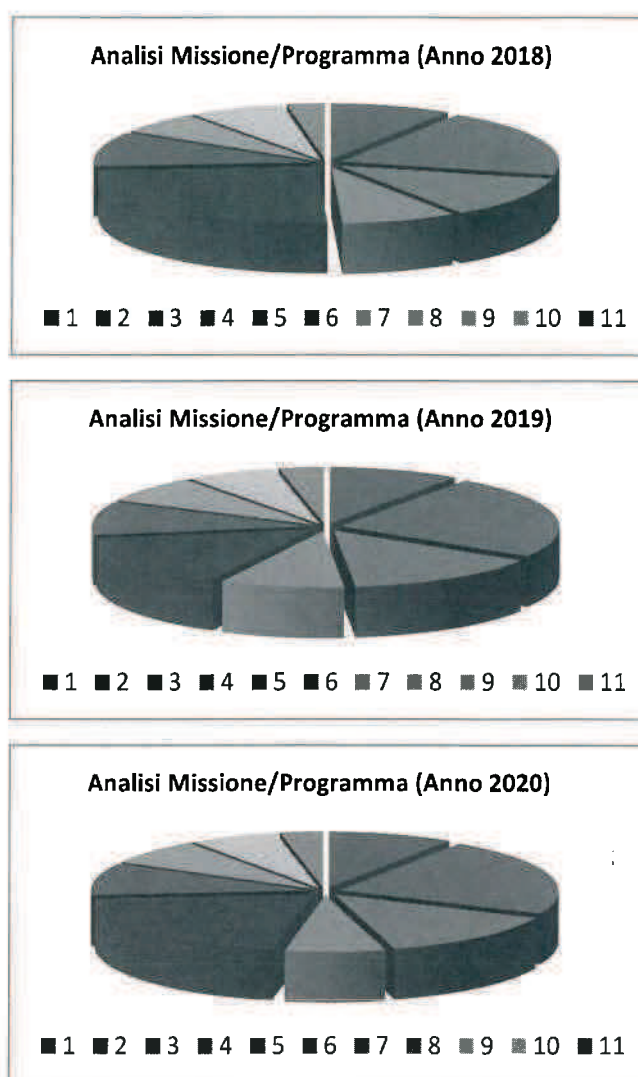 Analisi Missione/Programma (Anno 2018)
1 2 3 4 5 6 7 8 9 10 11
Analisi Missione/Programma (Anno 2019)
1 2 3 4 5 6 7 8 9 10 11
Analisi Missione/Programma (Anno 2020)
1 2 3 4 5 6 7 8 9 10 11